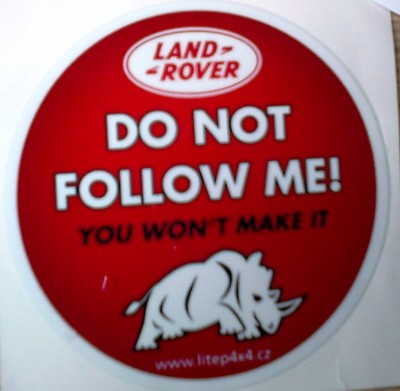 LAND-
-ROVER
DO NOT
FOLLOW ME!
YOU WON'T MAKE IT
www.litep4x4.cz